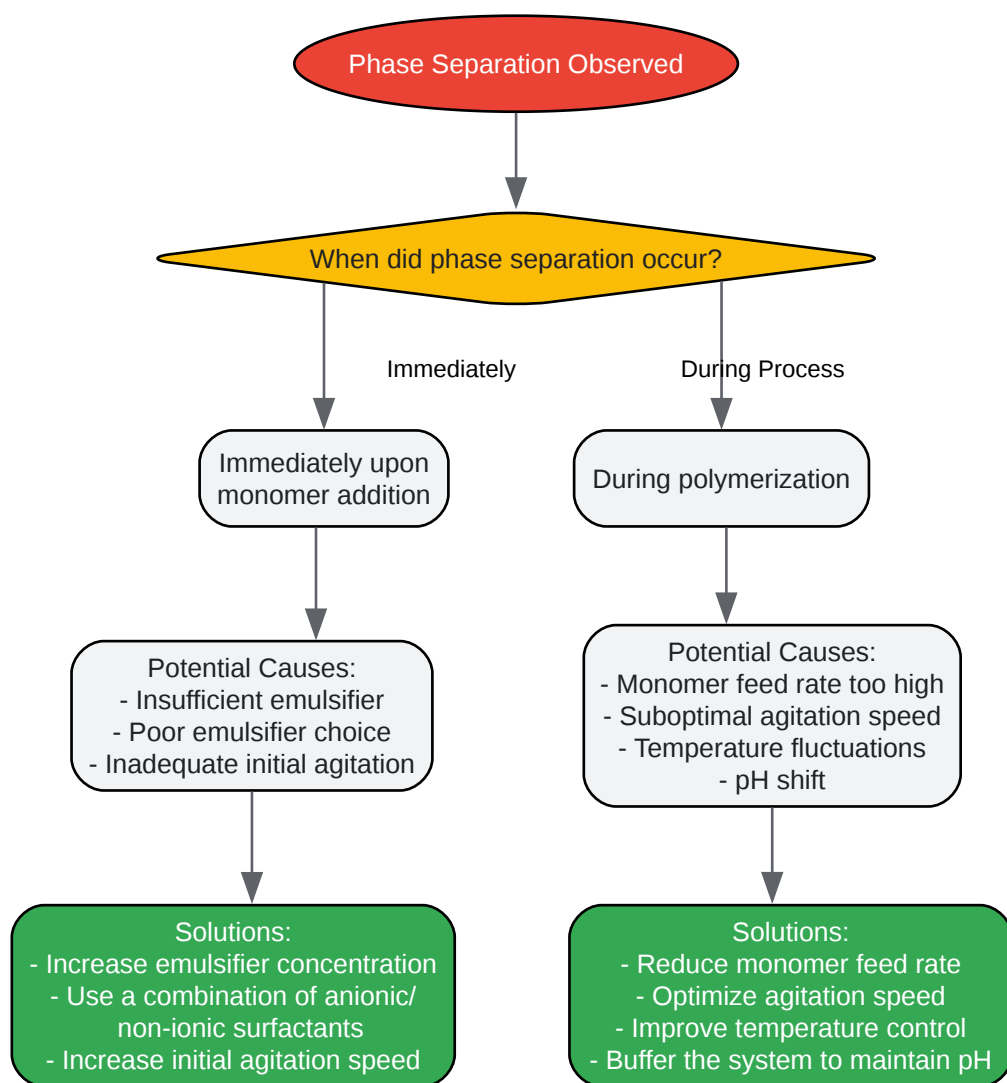 Phase Separation Observed
When did phase separation occur?
Immediately
During Process
Immediately upon
monomer addition
During polymerization
Potential Causes:
- Insufficient emulsifier
- Poor emulsifier choice
- Inadequate initial agitation
Potential Causes:
- Monomer feed rate too high
- Suboptimal agitation speed
- Temperature fluctuations
- pH shift
Solutions:
- Increase emulsifier concentration
- Use a combination of anionic/
non-ionic surfactants
- Increase initial agitation speed
Solutions:
- Reduce monomer feed rate
- Optimize agitation speed
- Improve temperature control
- Buffer the system to maintain pH